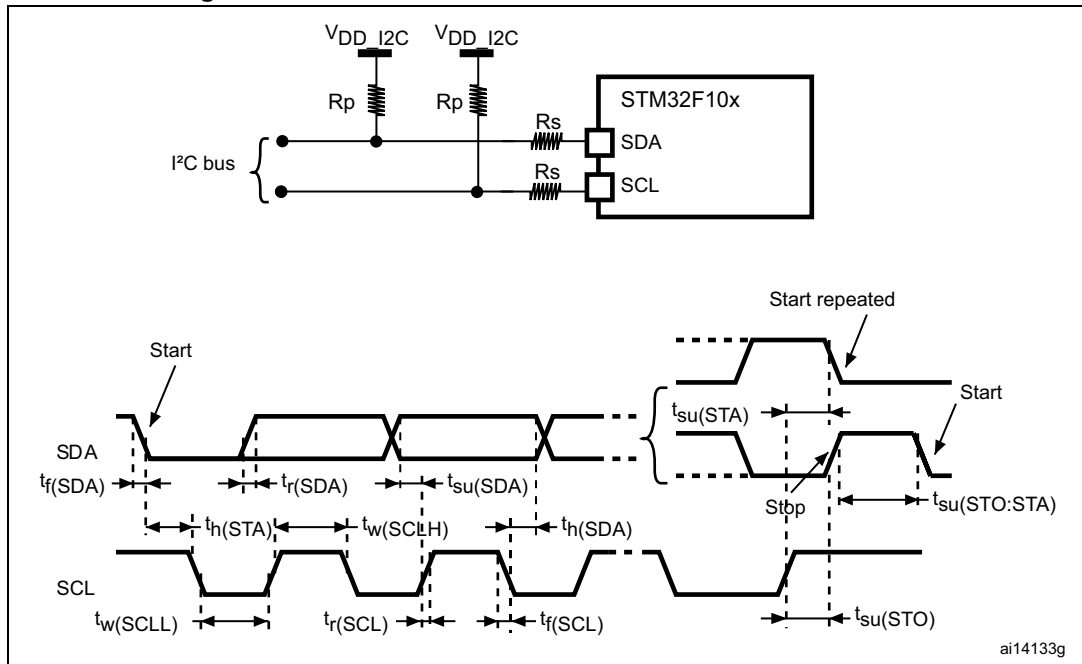 VDD_I2C VDD_I2C
Rp Rp
STM32F10x
Rs
SDA
I²C bus
Rs
SCL
Start repeated
Start
Start
tsu(STA)
SDA
tf(SDA) tr(SDA) tsu(SDA)
Stop tsu(STO:STA)
th(STA) tw(SCLH) th(SDA)
SCL
tw(SCLL) tr(SCL) tf(SCL) tsu(STO)
ai14133g